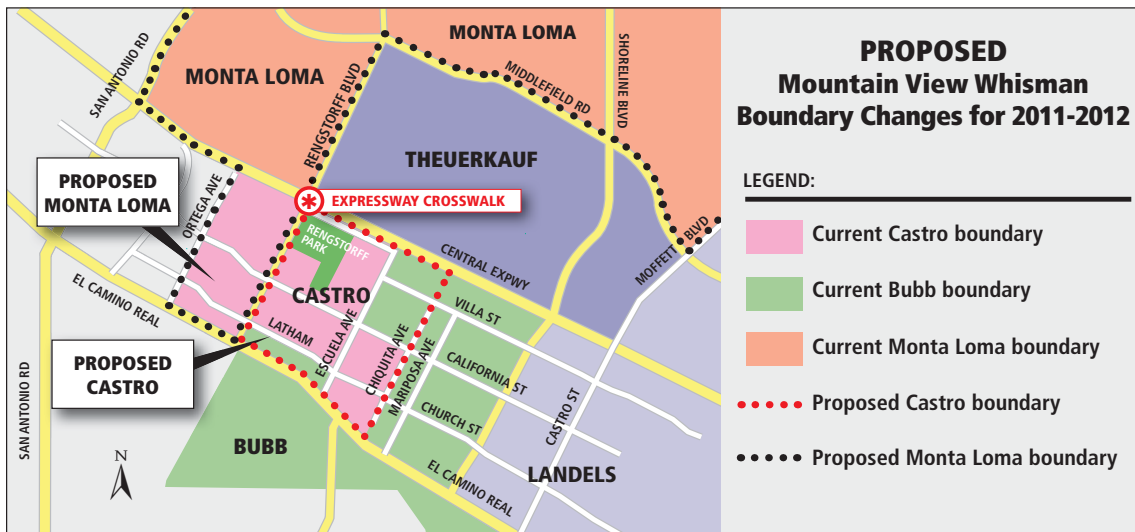 SAN ANTONIO RD
MONTA LOMA
MONTA LOMA
RENGSTORFF BLVD
MIDDLEFIELD RD
SHORELINE BLVD
THEUERKAUF
PROPOSED
MONTA LOMA
ORTEGA AVE
EXPRESSWAY CROSSWALK
RENGSTORFF
PARK
CENTRAL EXPWY
MOFFETT BLVD
EL CAMINO REAL
CASTRO
VILLA ST
LATHAM
ESCUELA AVE
CHIQUITA AVE
MARIPOSA AVE
CALIFORNIA ST
PROPOSED
CASTRO
CHURCH ST
CASTRO ST
SAN ANTONIO RD
BUBB
EL CAMINO REAL
LANDELS
N
PROPOSED
Mountain View Whisman
Boundary Changes for 2011-2012
LEGEND:
Current Castro boundary
Current Bubb boundary
Current Monta Loma boundary
Proposed Castro boundary
Proposed Monta Loma boundary